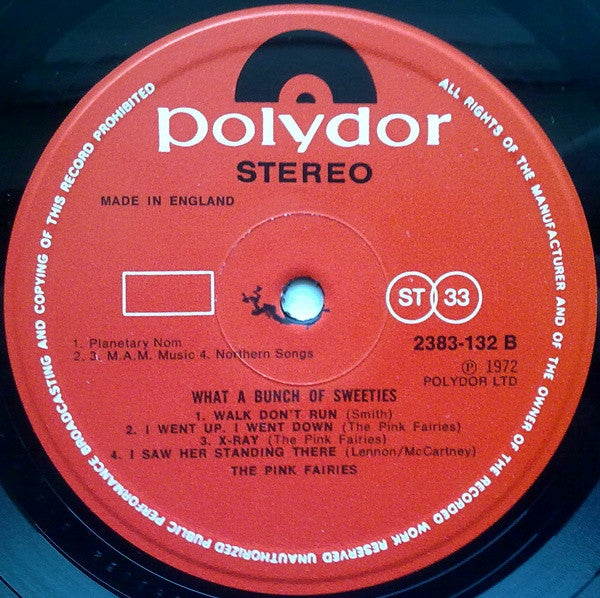 polydor
STEREO
MADE IN ENGLAND
ST 33
1. Planetary Nom
2. 3. M.A.M. Music 4. Northern Songs
2383-132 B
Ⓟ 1972
POLYDOR LTD
WHAT A BUNCH OF SWEETIES
1. WALK DON'T RUN (Smith)
2. I WENT UP. I WENT DOWN (The Pink Fairies)
3. X-RAY (The Pink Fairies)
4. I SAW HER STANDING THERE (Lennon/McCartney)
THE PINK FAIRIES
ALL RIGHTS OF THE MANUFACTURER AND OF THE OWNER OF THE RECORDED WORK RESERVED UNAUTHORIZED PUBLIC PERFORMANCE BROADCASTING AND COPYING OF THIS RECORD PROHIBITED